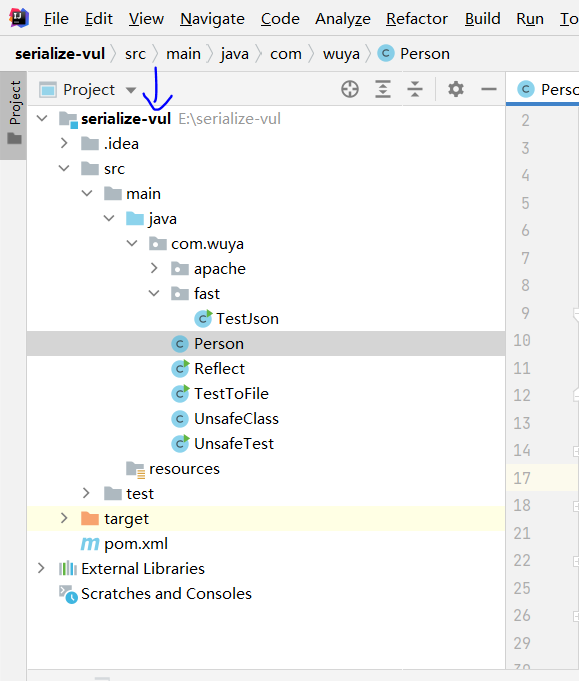 File Edit View Navigate Code Analyze Refactor Build Run To
serialize-vul src main java com wuya C Person
Project
Project
C Perso
serialize-vul E:\serialize-vul
.idea
src
main
java
com.wuya
apache
fast
C TestJson
C Person
C Reflect
C TestToFile
C UnsafeClass
C UnsafeTest
resources
test
target
m pom.xml
External Libraries
Scratches and Consoles
2
3
4
5
6
7
8
9
10
11
12
13
14
17
18
21
22
25
26
29
30